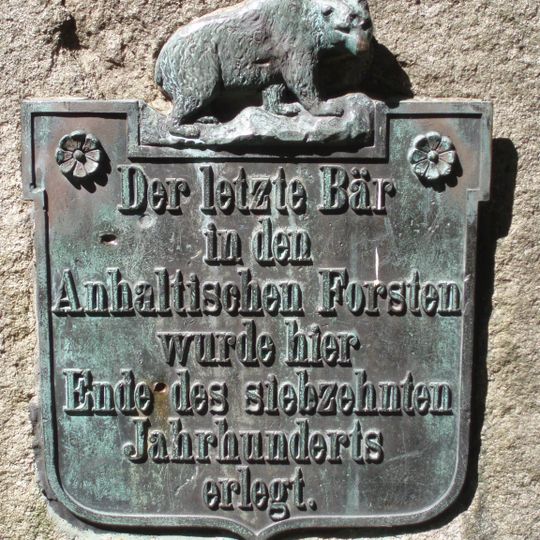 Der letzte Bär
in den
Anhaltischen Forsten
wurde hier
Ende des siebzehnten
Jahrhunderts
erlegt.